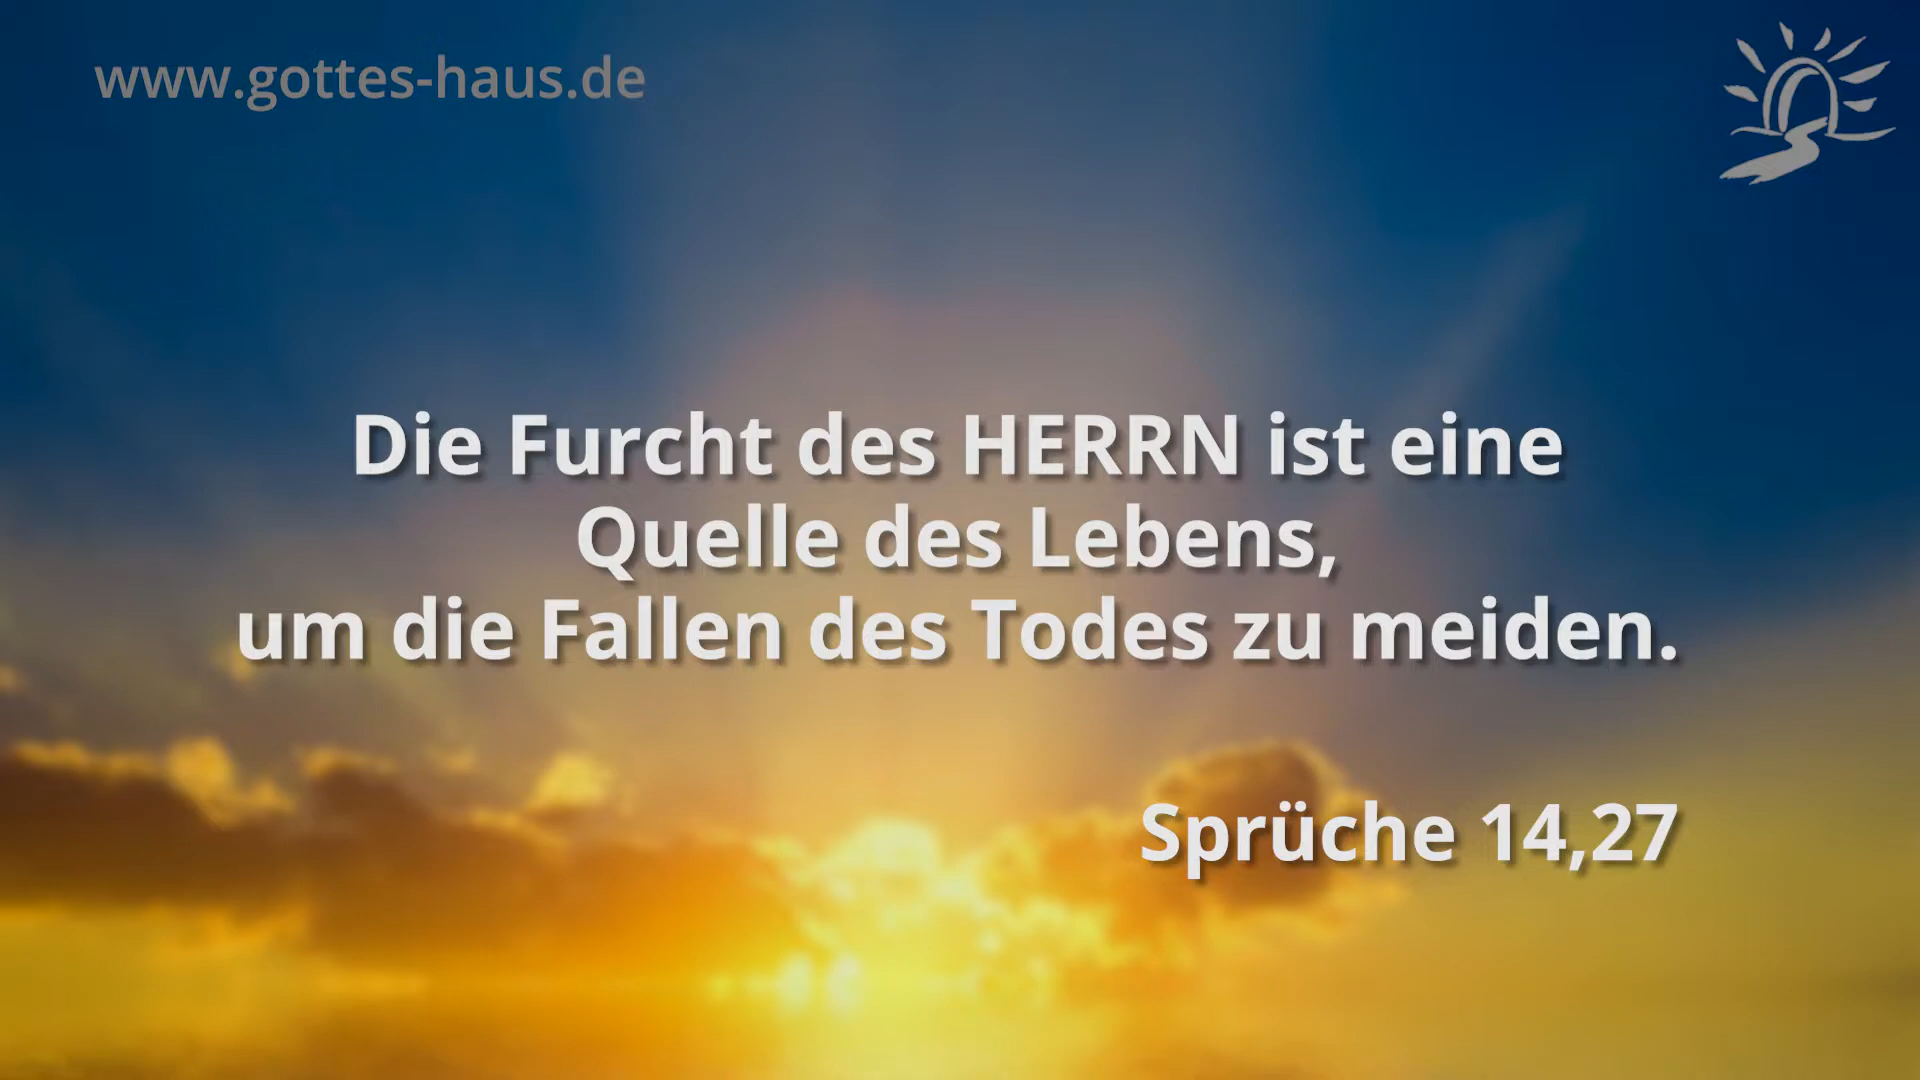 www.gottes-haus.de
Die Furcht des HERRN ist eine
Quelle des Lebens,
um die Fallen des Todes zu meiden.
Sprüche 14,27